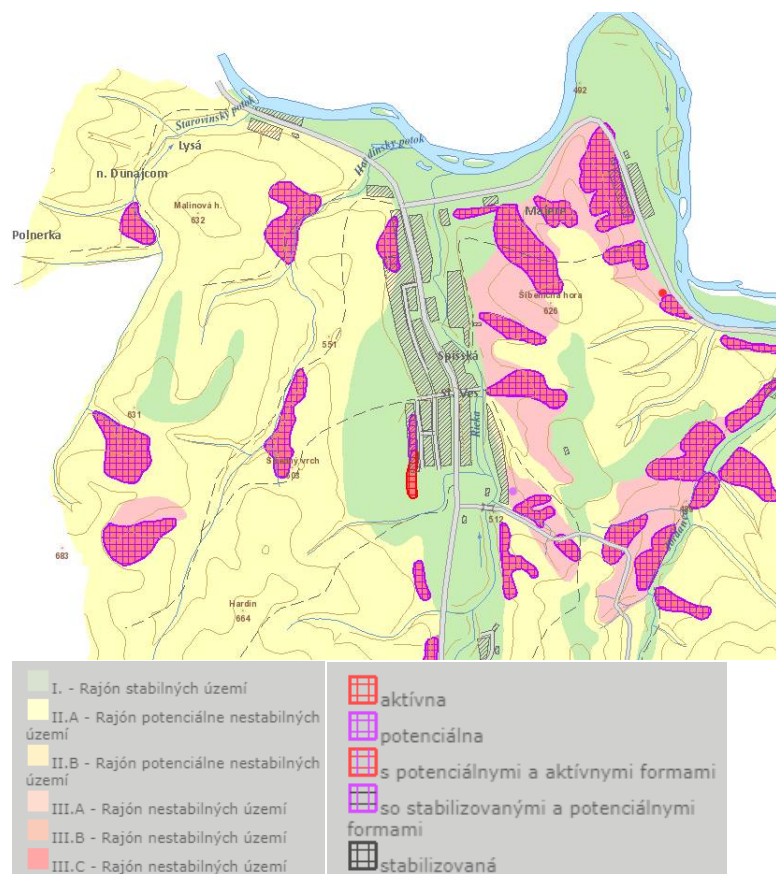 492
Starovinský potok
Lysá
Hardinský potok
n. Dunajcom
Malinová h.
632
Majere
Polnerka
Šibeničná hora
626
551
Spišská
St. Ves
Rieka
631
603
512
683
Hardin
664
I. - Rajón stabilných území
II.A - Rajón potenciálne nestabilných
území
II.B - Rajón potenciálne nestabilných
území
III.A - Rajón nestabilných území
III.B - Rajón nestabilných území
III.C - Rajón nestabilných území
aktívna
potenciálna
s potenciálnymi a aktívnymi formami
so stabilizovanými a potenciálnymi
formami
stabilizovaná